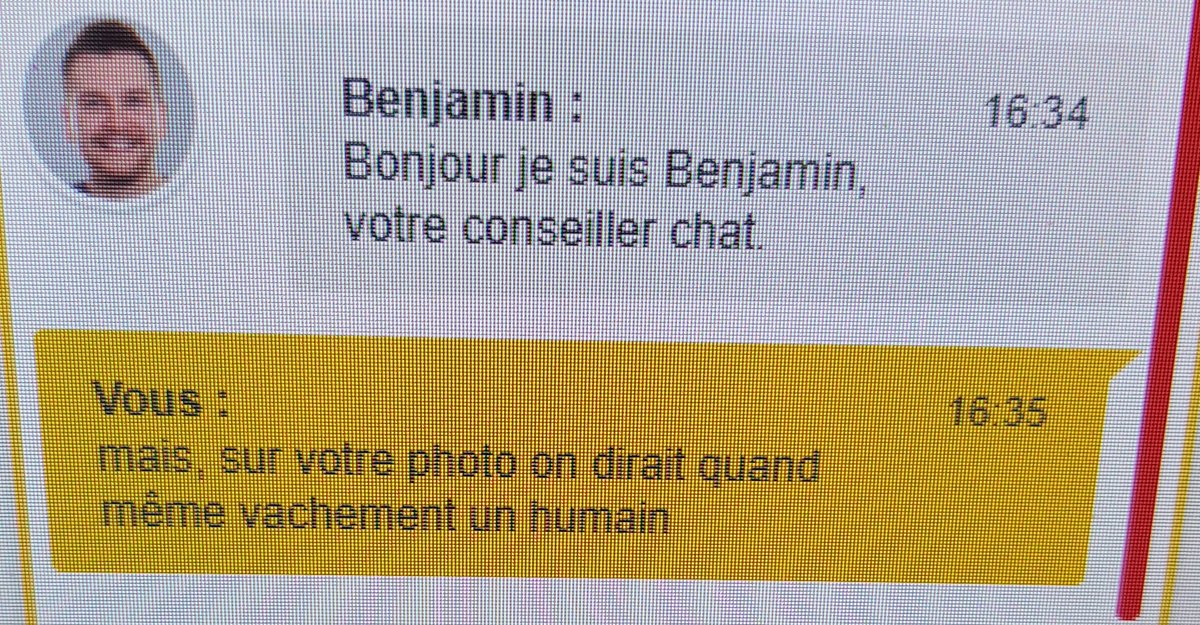 Benjamin : 16:34
Bonjour je suis Benjamin,
votre conseiller chat.
Vous : 16:35
mais, sur votre photo on dirait quand
même vachement un humain